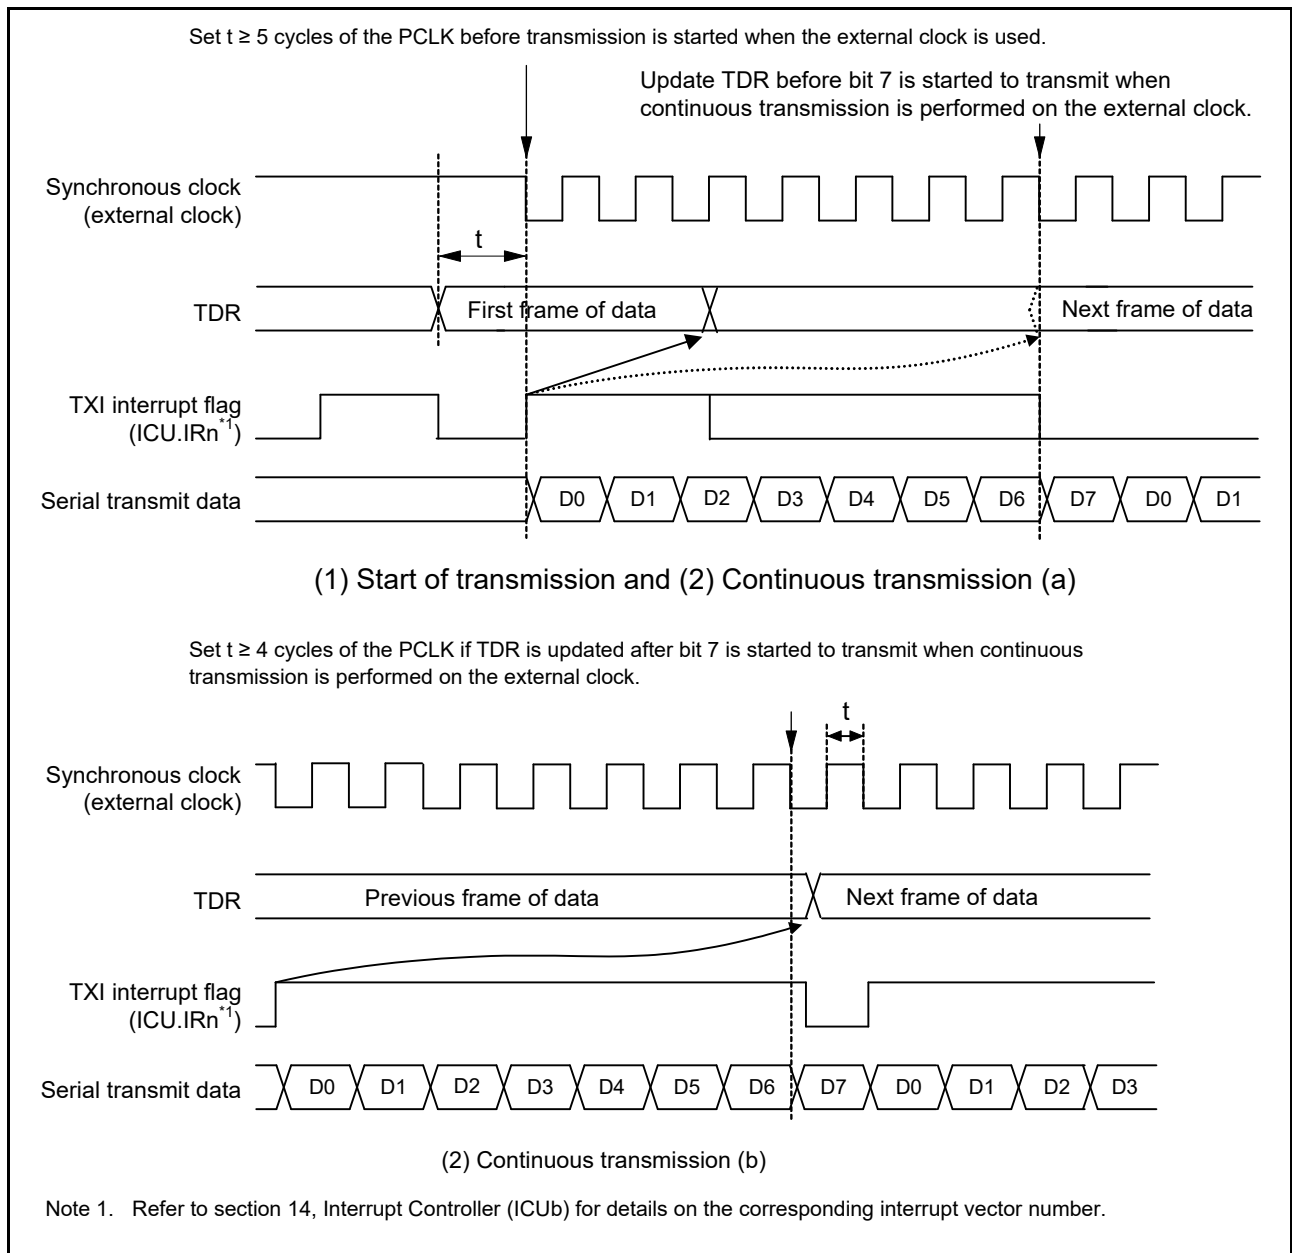 Set t ≥ 5 cycles of the PCLK before transmission is started when the external clock is used.
Update TDR before bit 7 is started to transmit when
continuous transmission is performed on the external clock.
Synchronous clock
(external clock)
t
TDR
First frame of data
Next frame of data
TXI interrupt flag
(ICU.IRn*1)
Serial transmit data
D0 D1 D2 D3 D4 D5 D6 D7 D0 D1
(1) Start of transmission and (2) Continuous transmission (a)
Set t ≥ 4 cycles of the PCLK if TDR is updated after bit 7 is started to transmit when continuous
transmission is performed on the external clock.
t
Synchronous clock
(external clock)
TDR
Previous frame of data
Next frame of data
TXI interrupt flag
(ICU.IRn*1)
Serial transmit data
D0 D1 D2 D3 D4 D5 D6 D7 D0 D1 D2 D3
(2) Continuous transmission (b)
Note 1. Refer to section 14, Interrupt Controller (ICUb) for details on the corresponding interrupt vector number.